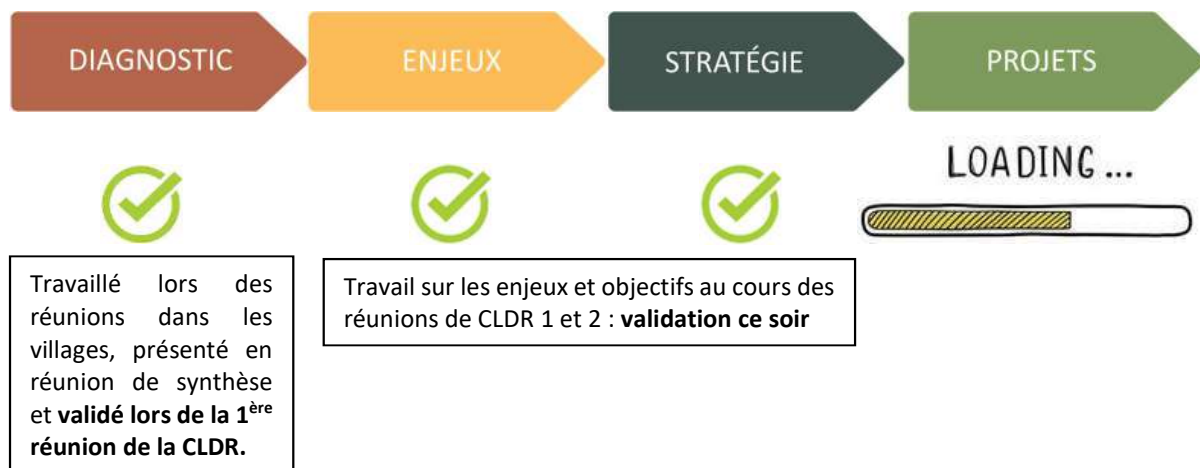 DIAGNOSTIC
ENJEUX
STRATÉGIE
PROJETS
LOADING ...
Travaillé lors des
réunions dans les
villages, présenté en
réunion de synthèse
et validé lors de la 1ère
réunion de la CLDR.
Travail sur les enjeux et objectifs au cours des
réunions de CLDR 1 et 2 : validation ce soir